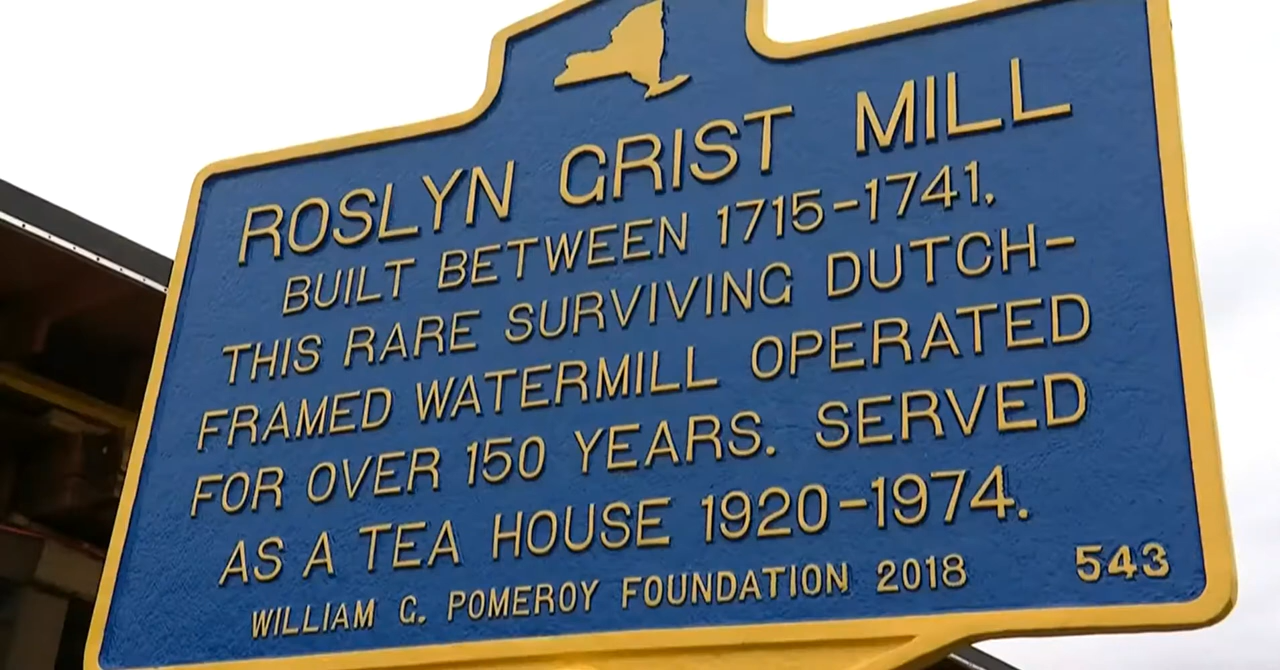 ROSLYN GRIST MILL
BUILT BETWEEN 1715-1741,
THIS RARE SURVIVING DUTCH-
FRAMED WATERMILL OPERATED
FOR OVER 150 YEARS. SERVED
AS A TEA HOUSE 1920-1974.
WILLIAM G. POMEROY FOUNDATION 2018
543